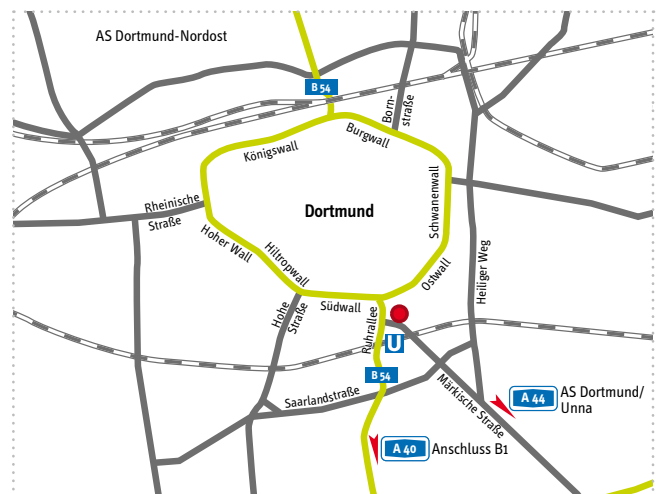 AS Dortmund-Nordost
B 54
Born-
straße
Burgwall
Königswall
Schwanenwall
Rheinische
Straße
Dortmund
Hoher Wall
Hiltropwall
Ostwall
Heiliger Weg
Südwall
Hohe
Straße
Ruhrallee
U
B 54
Märkische Straße
Saarlandstraße
A 44
AS Dortmund/
Unna
A 40
Anschluss B1